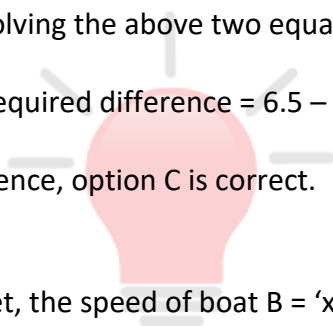 olving the above two equa
equired difference = 6.5 –
ence, option C is correct.
et, the speed of boat B = ‘x